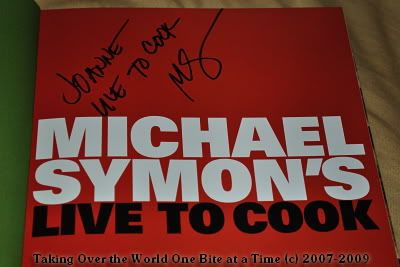 JOANNE
LIVE TO COOK
MS
MICHAEL
SYMON'S
LIVE TO COOK
Taking Over the World One Bite at a Time (c) 2007-2009